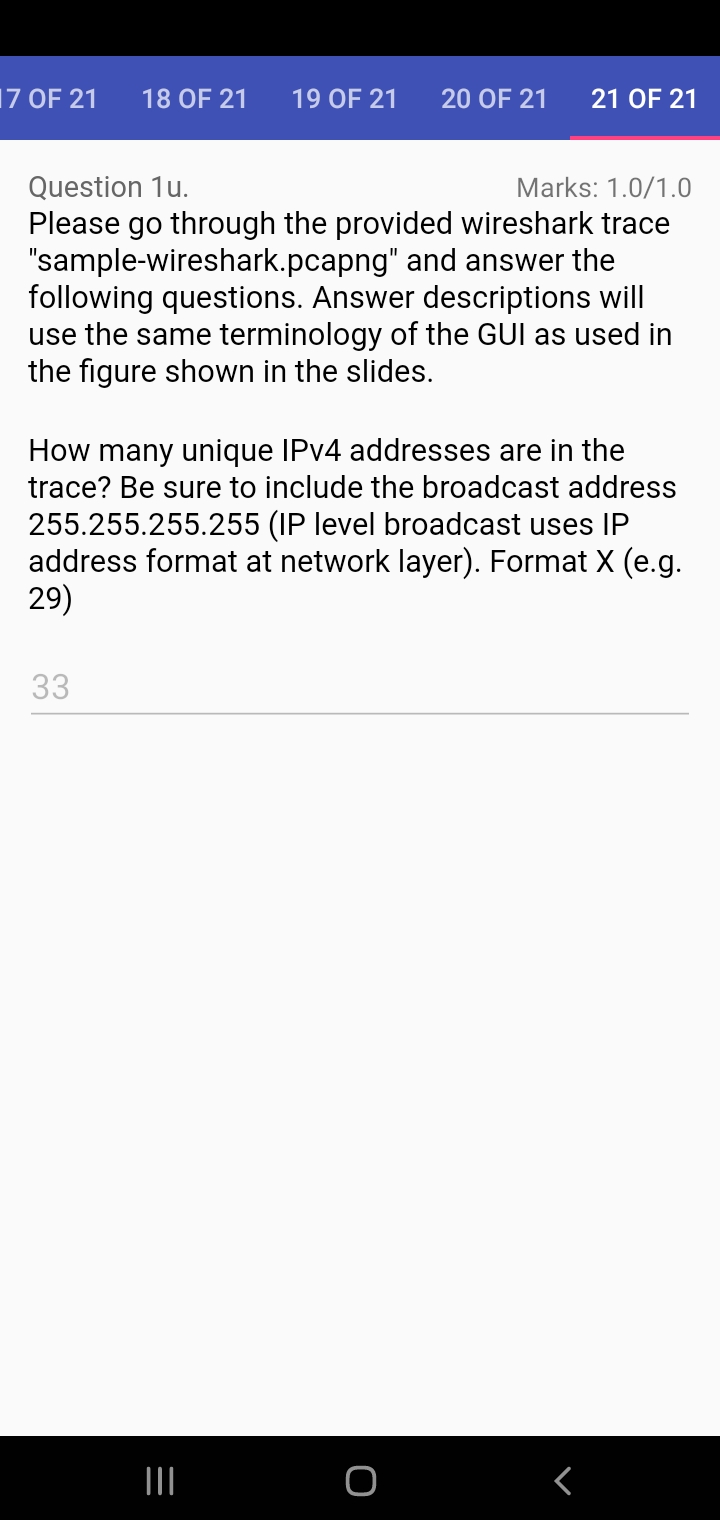 17 OF 21 18 OF 21 19 OF 21 20 OF 21 21 OF 21
Question 1u. Marks: 1.0/1.0
Please go through the provided wireshark trace
"sample-wireshark.pcapng" and answer the
following questions. Answer descriptions will
use the same terminology of the GUI as used in
the figure shown in the slides.
How many unique IPv4 addresses are in the
trace? Be sure to include the broadcast address
255.255.255.255 (IP level broadcast uses IP
address format at network layer). Format X (e.g.
29)
33